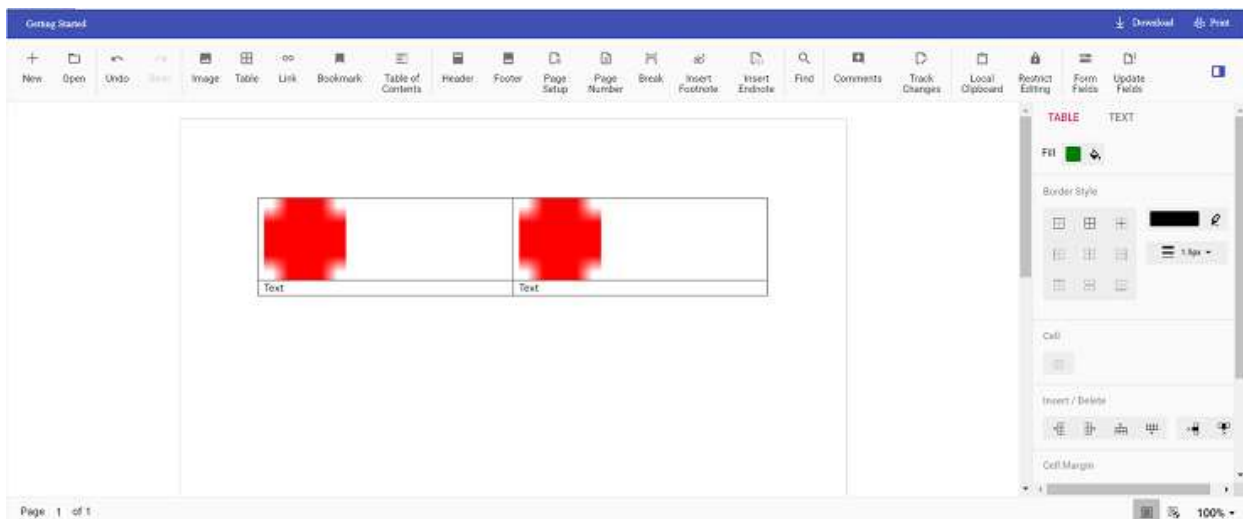 Getting Started
Download Print
New Open Undo Image Table Link Bookmark Table of Contents Header Footer Page Setup Page Number Break Insert Footnote Insert Endnote Find Comments Track Changes Local Clipboard Restrict Editing Form Fields Update Fields
TABLE TEXT
Fill
Border Style
1.5px
Text Text
Cell
Insert / Delete
Cell Margin
Page 1 of 1
100%